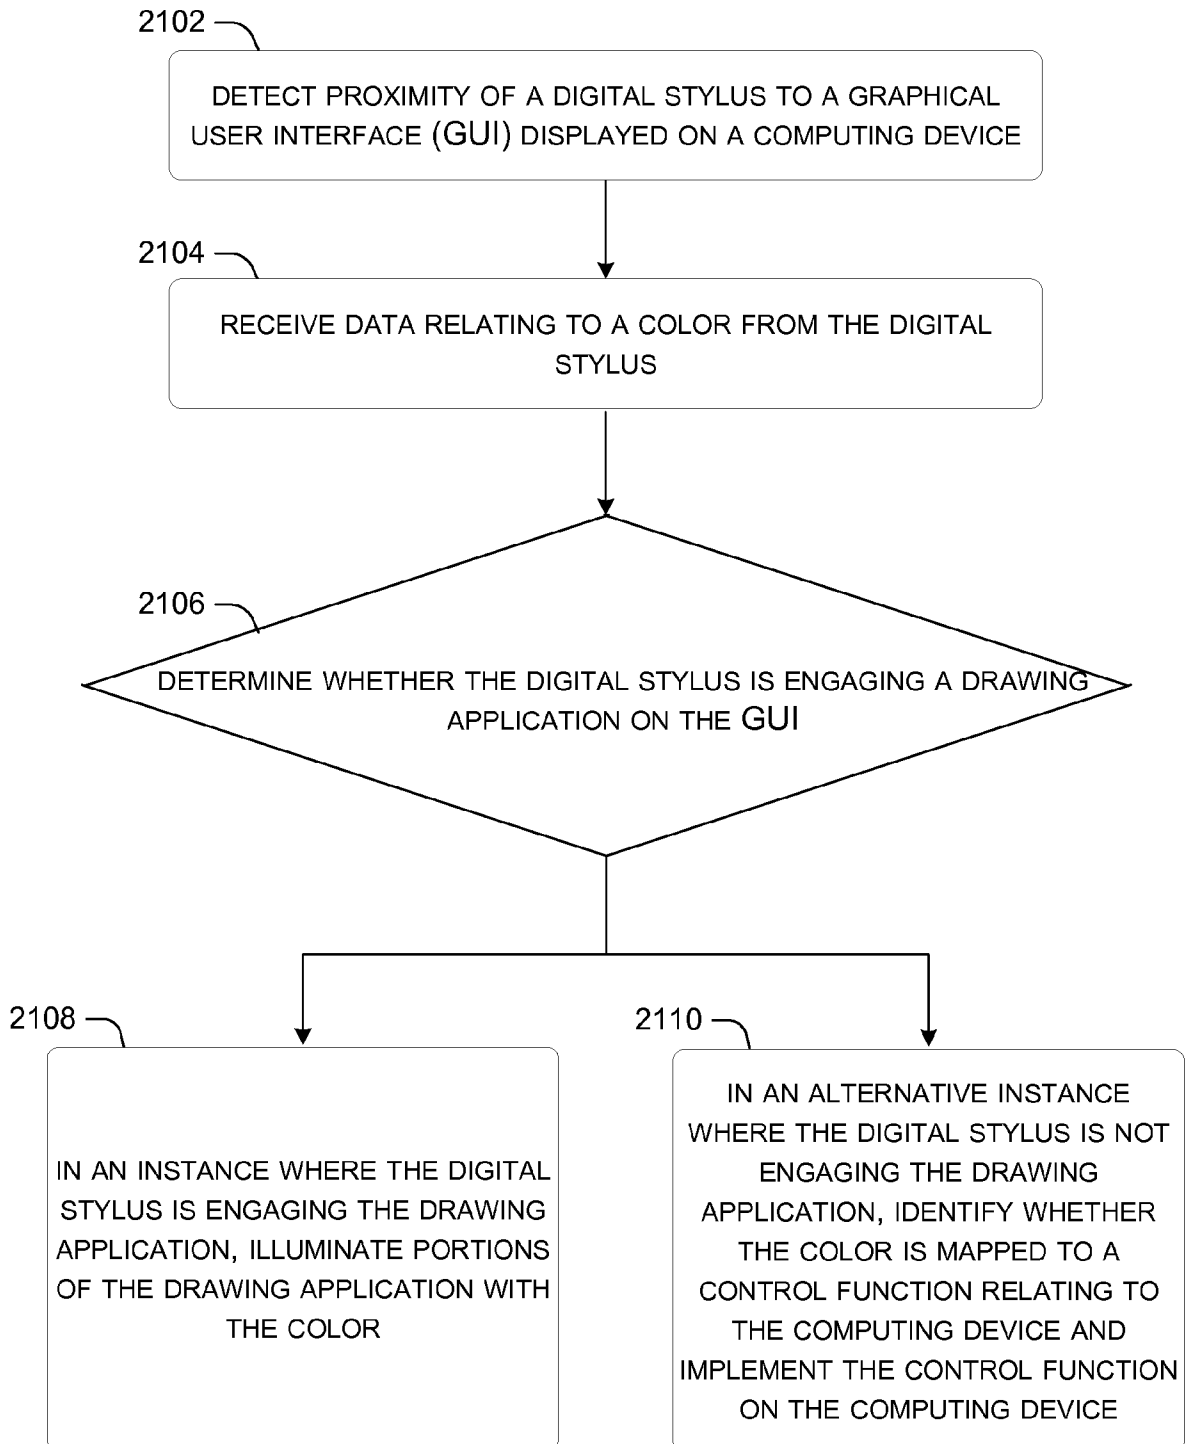 2102
DETECT PROXIMITY OF A DIGITAL STYLUS TO A GRAPHICAL
USER INTERFACE (GUI) DISPLAYED ON A COMPUTING DEVICE
2104
RECEIVE DATA RELATING TO A COLOR FROM THE DIGITAL
STYLUS
2106
DETERMINE WHETHER THE DIGITAL STYLUS IS ENGAGING A DRAWING
APPLICATION ON THE GUI
2108
IN AN INSTANCE WHERE THE DIGITAL
STYLUS IS ENGAGING THE DRAWING
APPLICATION, ILLUMINATE PORTIONS
OF THE DRAWING APPLICATION WITH
THE COLOR
2110
IN AN ALTERNATIVE INSTANCE
WHERE THE DIGITAL STYLUS IS NOT
ENGAGING THE DRAWING
APPLICATION, IDENTIFY WHETHER
THE COLOR IS MAPPED TO A
CONTROL FUNCTION RELATING TO
THE COMPUTING DEVICE AND
IMPLEMENT THE CONTROL FUNCTION
ON THE COMPUTING DEVICE